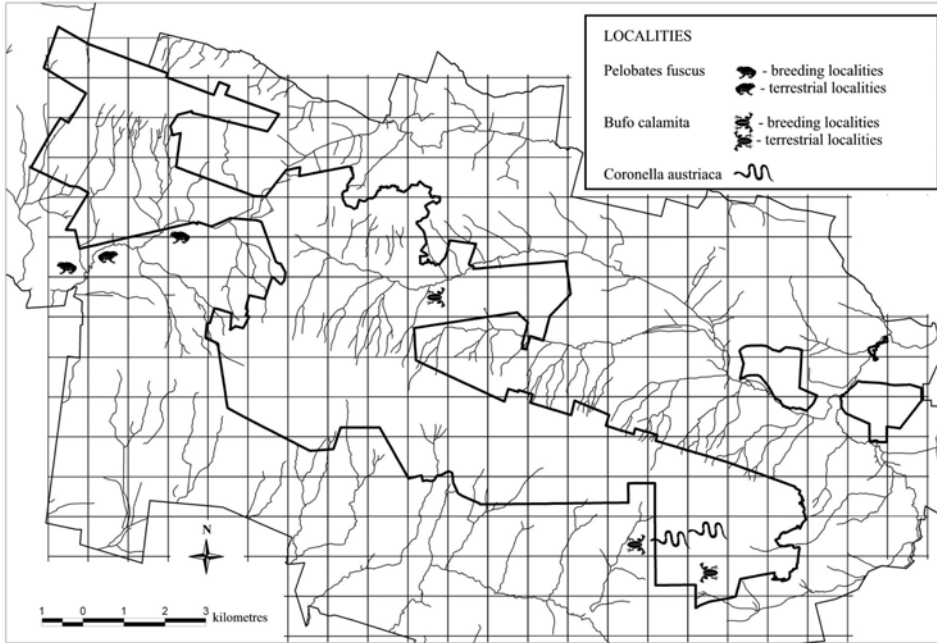 LOCALITIES
Pelobates fuscus - breeding localities
- terrestrial localities
Bufo calamita - breeding localities
- terrestrial localities
Coronella austriaca
N
1 0 1 2 3 kilometres